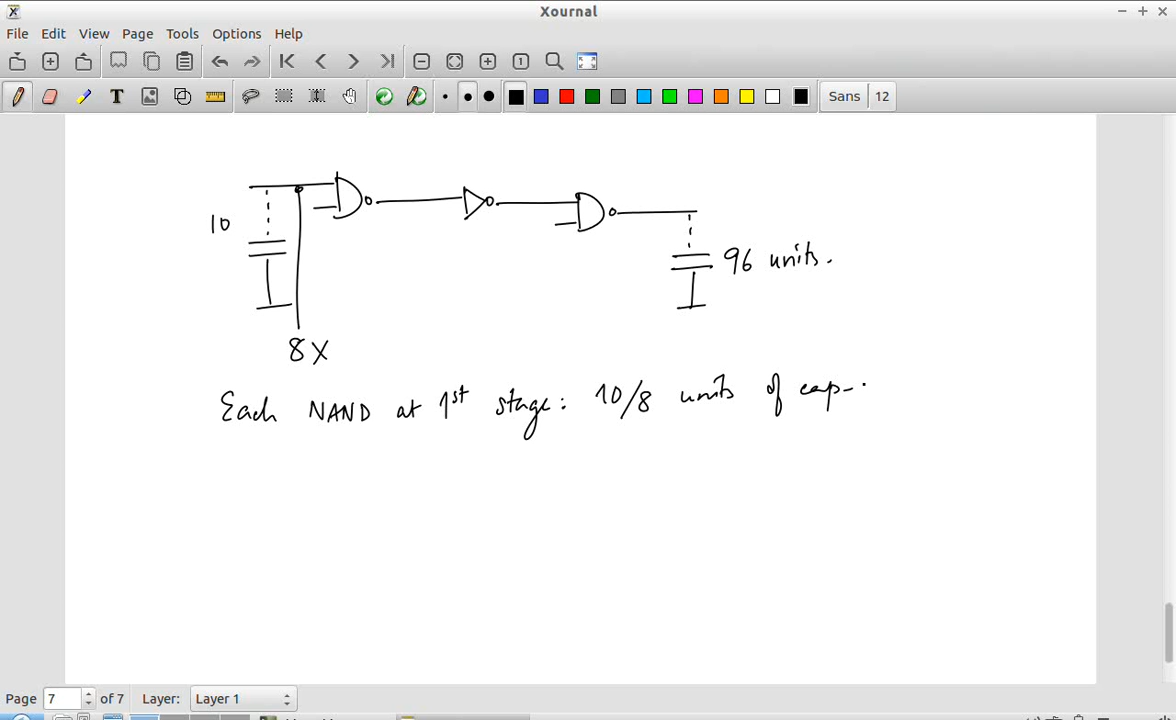 Xournal
File Edit View Page Tools Options Help
Sans 12
10
96 units.
8X
Each NAND at 1st stage: 10/8 units of cap-.
Page 7 of 7 Layer: Layer 1